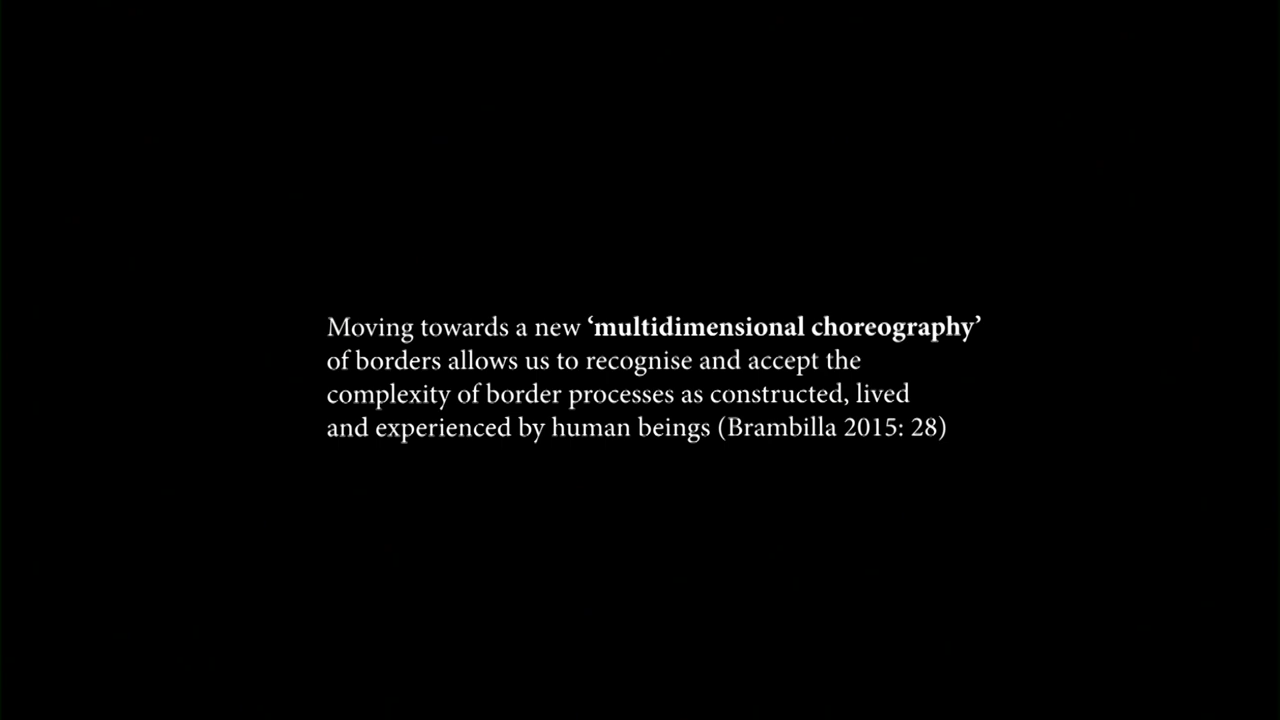 Moving towards a new ‘multidimensional choreography’
of borders allows us to recognise and accept the
complexity of border processes as constructed, lived
and experienced by human beings (Brambilla 2015: 28)